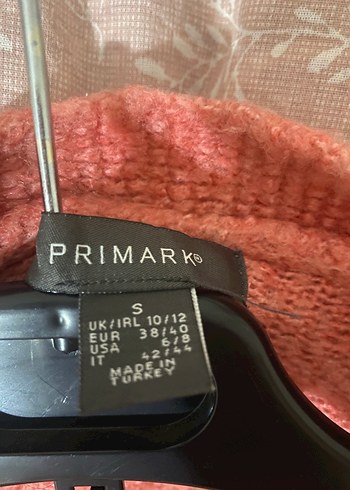 PRIMARK®
S
UK/IRL 10/12
EUR 38/40
USA 6/8
IT 42/44
MADE IN
TURKEY